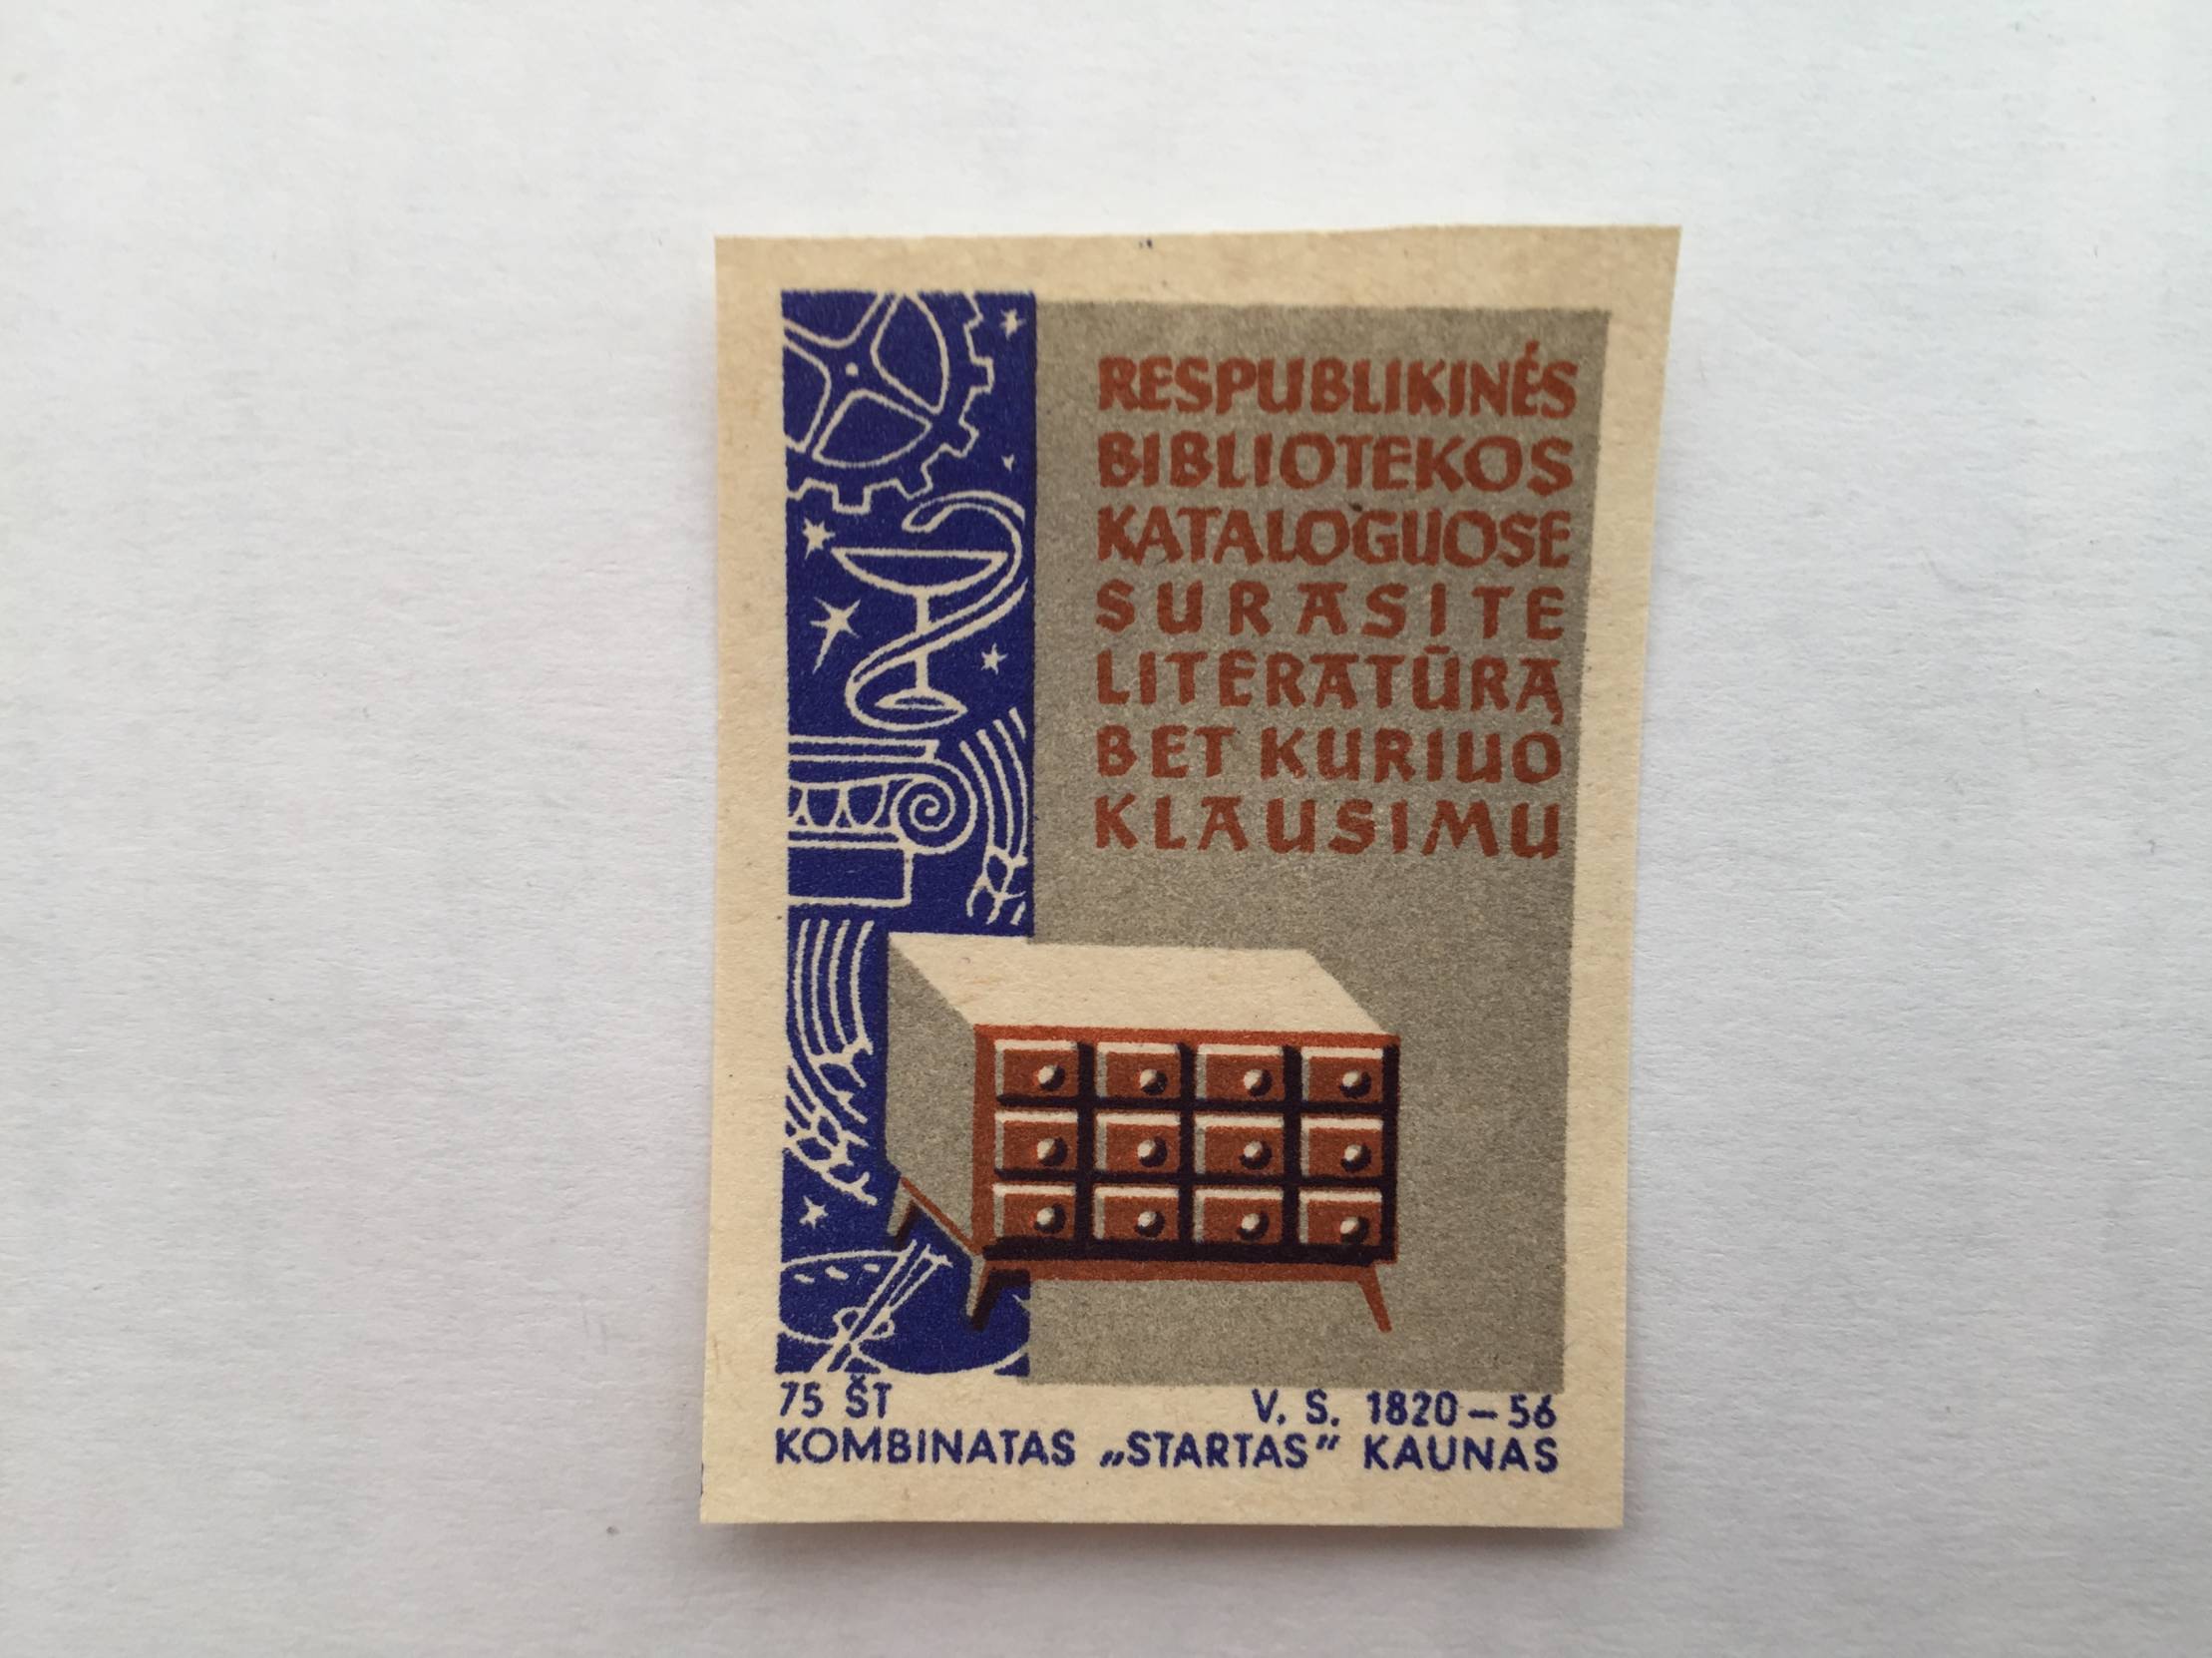 RESPUBLIKINĖS
BIBLIOTEKOS
KATALOGUOSE
SURASITE
LITERATŪRĄ
BET KURIUO
KLAUSIMU
75 ŠT V. S. 1820–56
KOMBINATAS „STARTAS” KAUNAS